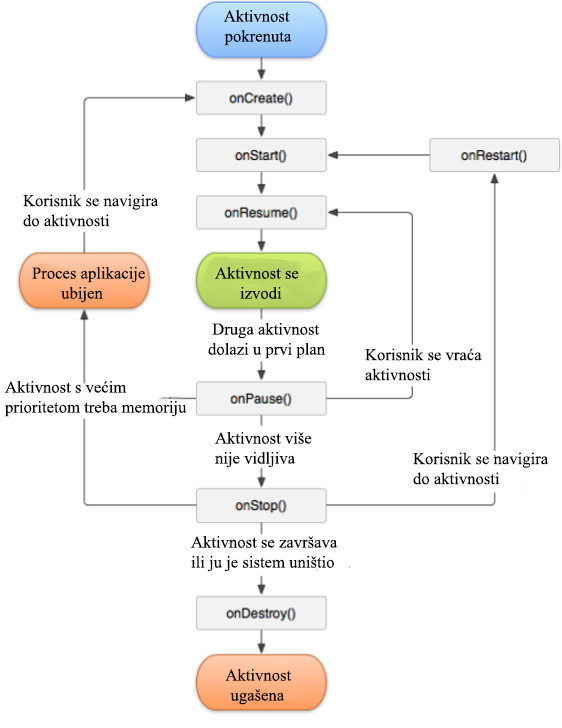 Aktivnost
pokrenuta
onCreate()
onStart()
onRestart()
Korisnik se navigira
do aktivnosti
onResume()
Proces aplikacije
ubijen
Aktivnost se
izvodi
Druga aktivnost
dolazi u prvi plan
Korisnik se vraća
aktivnosti
Aktivnost s većim
prioritetom treba memoriju
onPause()
Aktivnost više
nije vidljiva
Korisnik se navigira
do aktivnosti
onStop()
Aktivnost se završava
ili ju je sistem uništio
onDestroy()
Aktivnost
ugašena